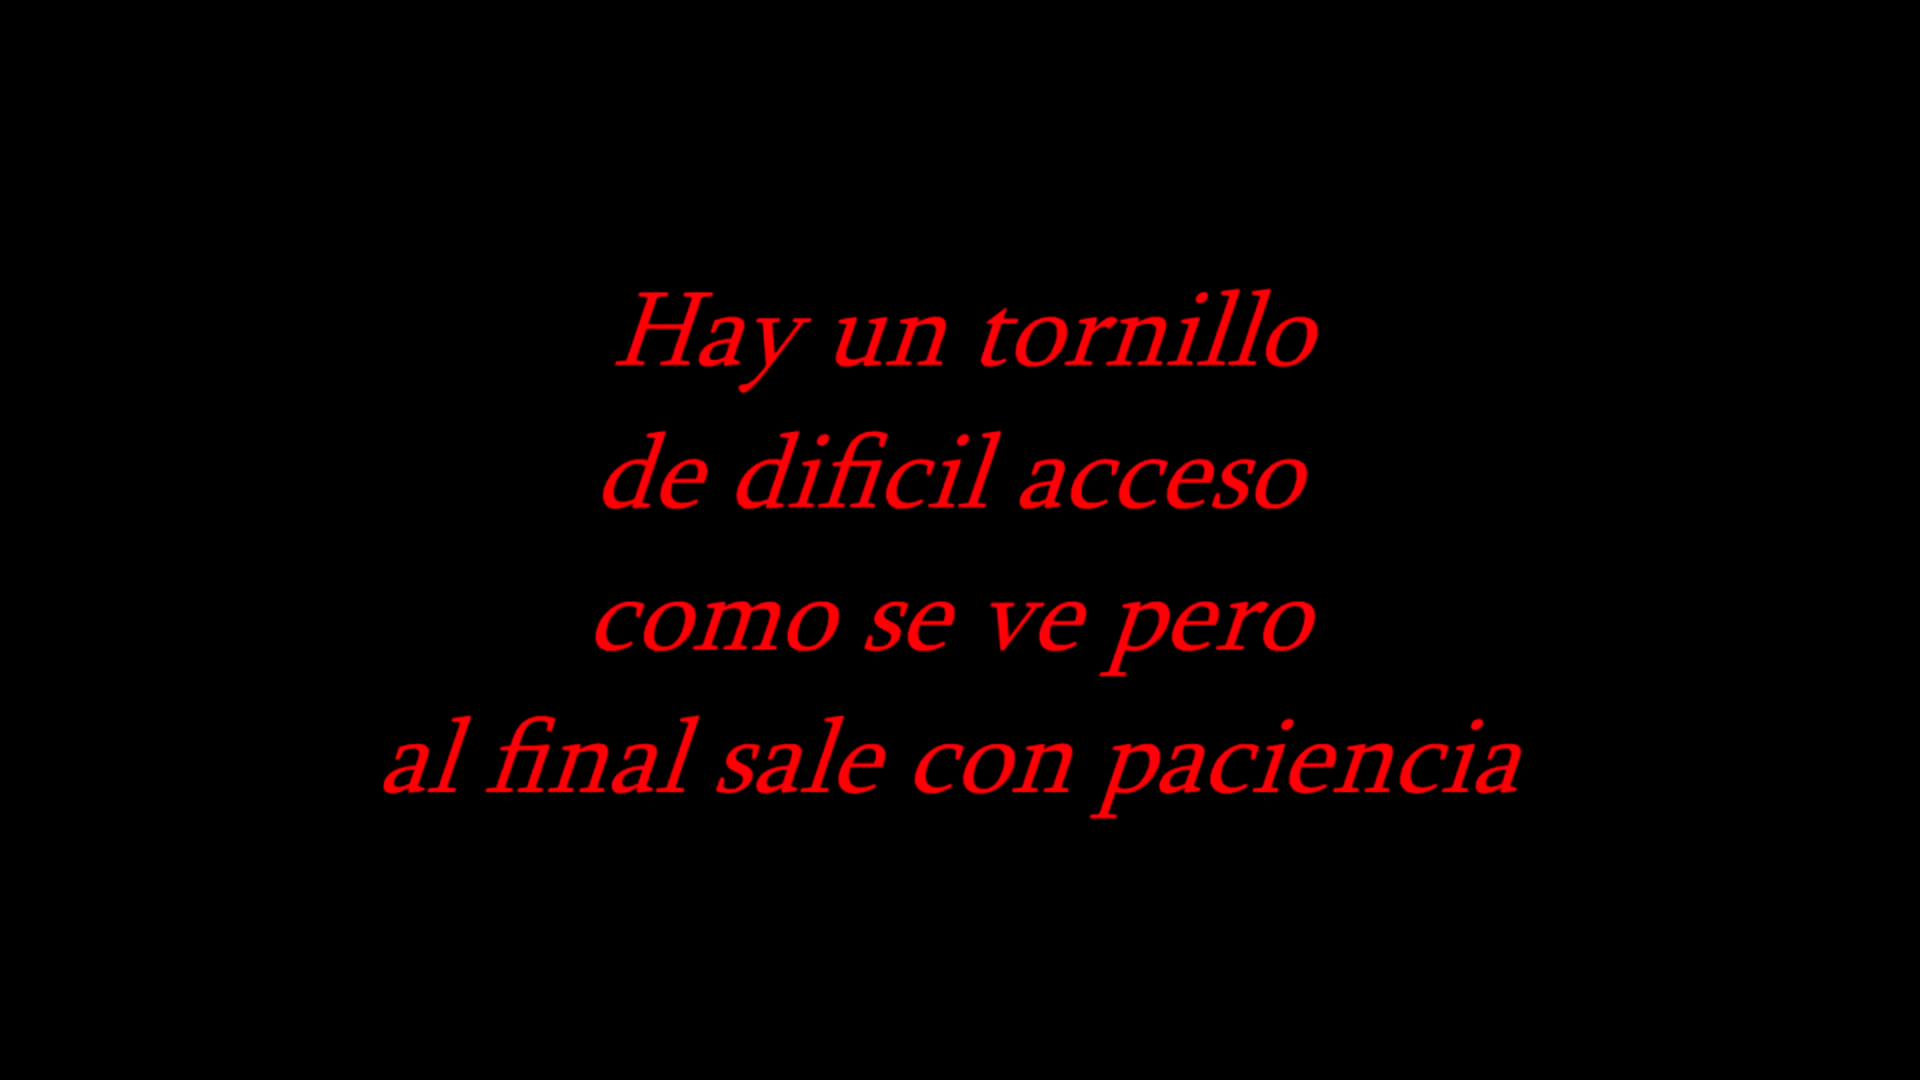 Hay un tornillo
de dificil acceso
como se ve pero
al final sale con paciencia